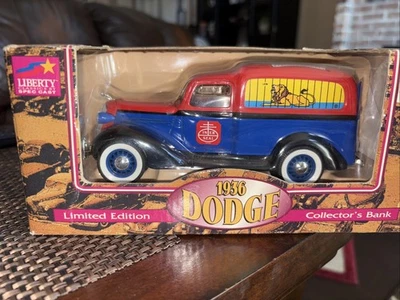 LIBERTY
SPEC CAST
1936
DODGE
Limited Edition
Collector's Bank